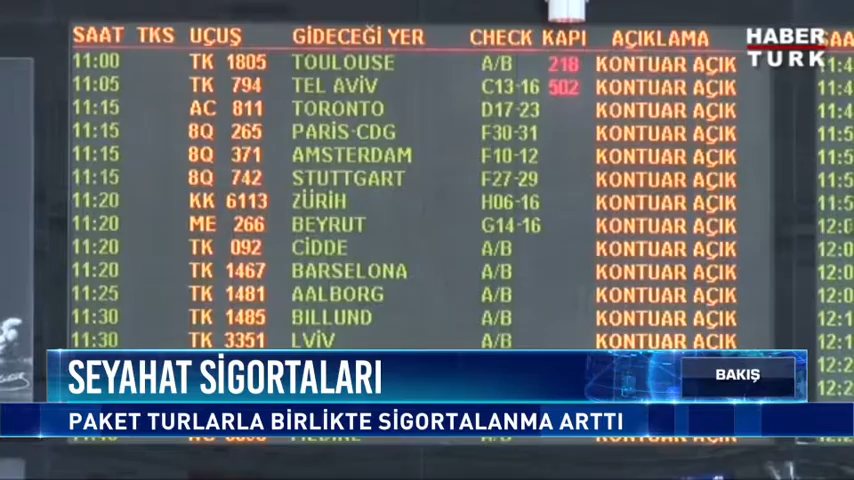 SAAT TKS UÇUŞ GİDECEĞİ YER CHECK KAPI AÇIKLAMA
11:00 TK 1805 TOULOUSE A/B 218 KONTUAR AÇIK
11:05 TK 794 TEL AVİV C13-16 502 KONTUAR AÇIK
11:15 AC 811 TORONTO D17-23 KONTUAR AÇIK
11:15 8Q 265 PARİS-CDG F30-31 KONTUAR AÇIK
11:15 8Q 371 AMSTERDAM F10-12 KONTUAR AÇIK
11:15 8Q 742 STUTTGART F27-29 KONTUAR AÇIK
11:20 KK 6113 ZÜRİH H06-16 KONTUAR AÇIK
11:20 ME 266 BEYRUT G14-16 KONTUAR AÇIK
11:20 TK 092 CİDDE A/B KONTUAR AÇIK
11:20 TK 1467 BARSELONA A/B KONTUAR AÇIK
11:25 TK 1481 AALBORG A/B KONTUAR AÇIK
11:30 TK 1485 BILLUND A/B KONTUAR AÇIK
11:30 TK 3351 LVİV A/B KONTUAR AÇIK
HABER
TURK
SEYAHAT SİGORTALARI
BAKIŞ
PAKET TURLARLA BİRLİKTE SİGORTALANMA ARTTI